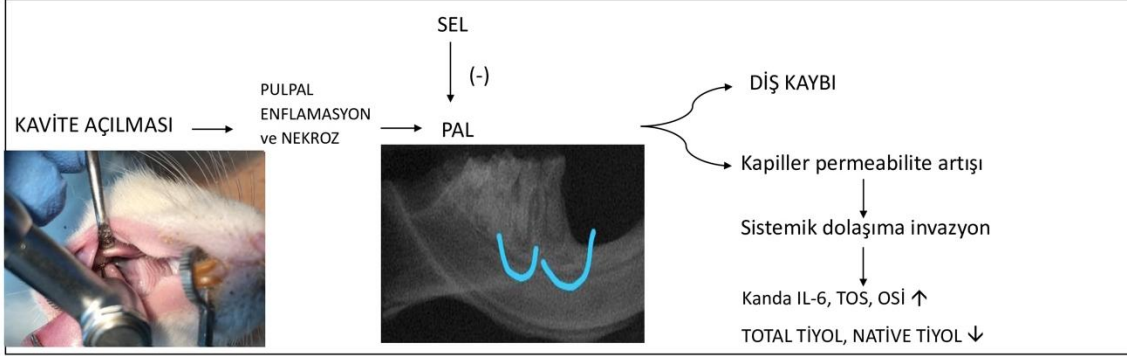 SEL
(-)
KAVİTE AÇILMASI
PULPAL
ENFLAMASYON
ve NEKROZ
PAL
DİŞ KAYBI
Kapiller permeabilite artışı
Sistemik dolaşıma invazyon
Kanda IL-6, TOS, OSİ ↑
TOTAL TİYOL, NATİVE TİYOL ↓